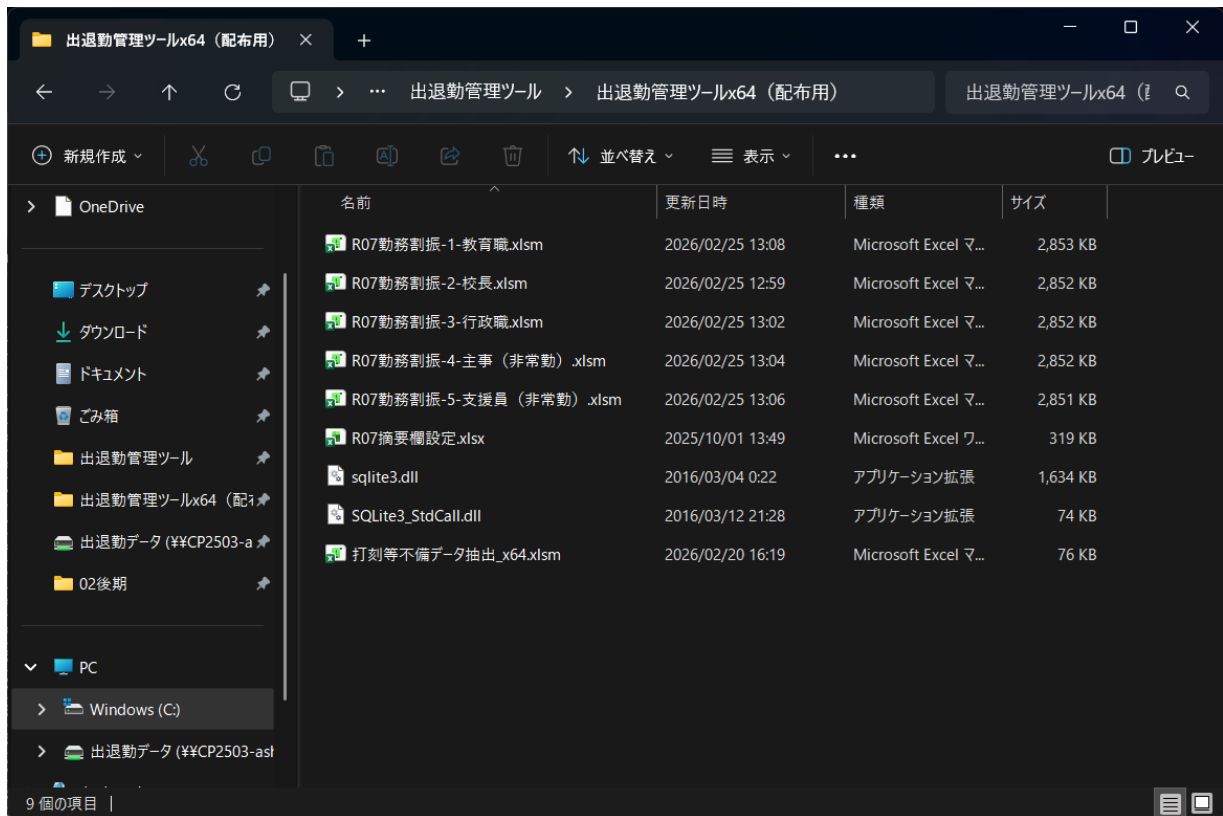 出退勤管理ツールx64（配布用）
出退勤管理ツール > 出退勤管理ツールx64（配布用）
出退勤管理ツールx64（
新規作成
並べ替え
表示
プレビュー
名前 更新日時 種類 サイズ
OneDrive
デスクトップ
ダウンロード
ドキュメント
ごみ箱
出退勤管理ツール
出退勤管理ツールx64（配
出退勤データ (¥¥CP2503-a
02後期
PC
Windows (C:)
出退勤データ (¥¥CP2503-ash
R07勤務割振-1-教育職.xlsm 2026/02/25 13:08 Microsoft Excel マ... 2,853 KB
R07勤務割振-2-校長.xlsm 2026/02/25 12:59 Microsoft Excel マ... 2,852 KB
R07勤務割振-3-行政職.xlsm 2026/02/25 13:02 Microsoft Excel マ... 2,852 KB
R07勤務割振-4-主事（非常勤）.xlsm 2026/02/25 13:04 Microsoft Excel マ... 2,852 KB
R07勤務割振-5-支援員（非常勤）.xlsm 2026/02/25 13:06 Microsoft Excel マ... 2,851 KB
R07摘要欄設定.xlsx 2025/10/01 13:49 Microsoft Excel ワ... 319 KB
sqlite3.dll 2016/03/04 0:22 アプリケーション拡張 1,634 KB
SQLite3_StdCall.dll 2016/03/12 21:28 アプリケーション拡張 74 KB
打刻等不備データ抽出_x64.xlsm 2026/02/20 16:19 Microsoft Excel マ... 76 KB
9 個の項目